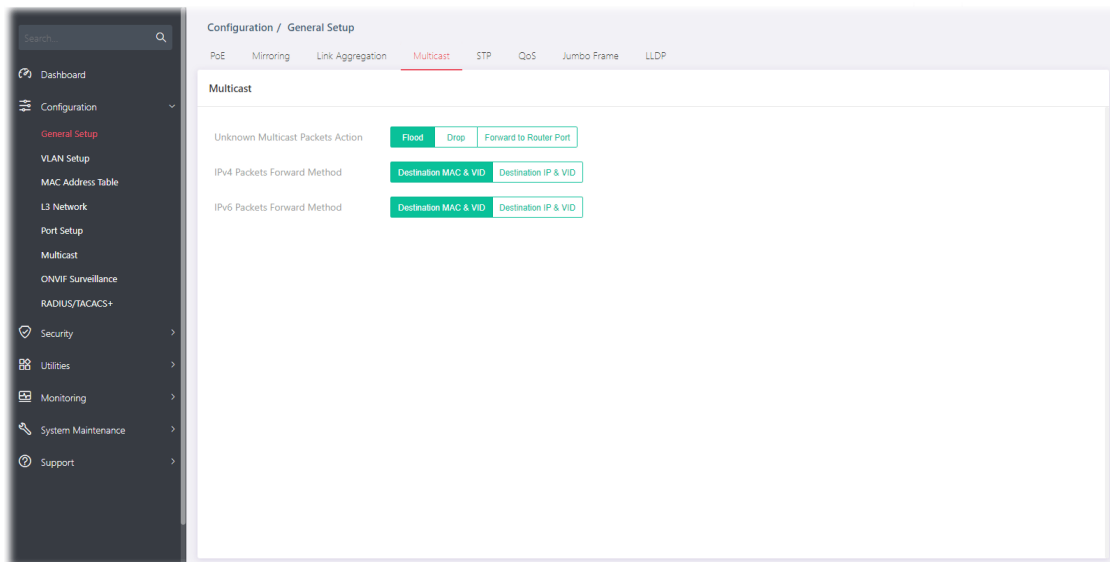 Search...
Dashboard
Configuration
General Setup
VLAN Setup
MAC Address Table
L3 Network
Port Setup
Multicast
ONVIF Surveillance
RADIUS/TACACS+
Security
Utilities
Monitoring
System Maintenance
Support
Configuration / General Setup
PoE Mirroring Link Aggregation Multicast STP QoS Jumbo Frame LLDP
Multicast
Unknown Multicast Packets Action Flood Drop Forward to Router Port
IPv4 Packets Forward Method Destination MAC & VID Destination IP & VID
IPv6 Packets Forward Method Destination MAC & VID Destination IP & VID